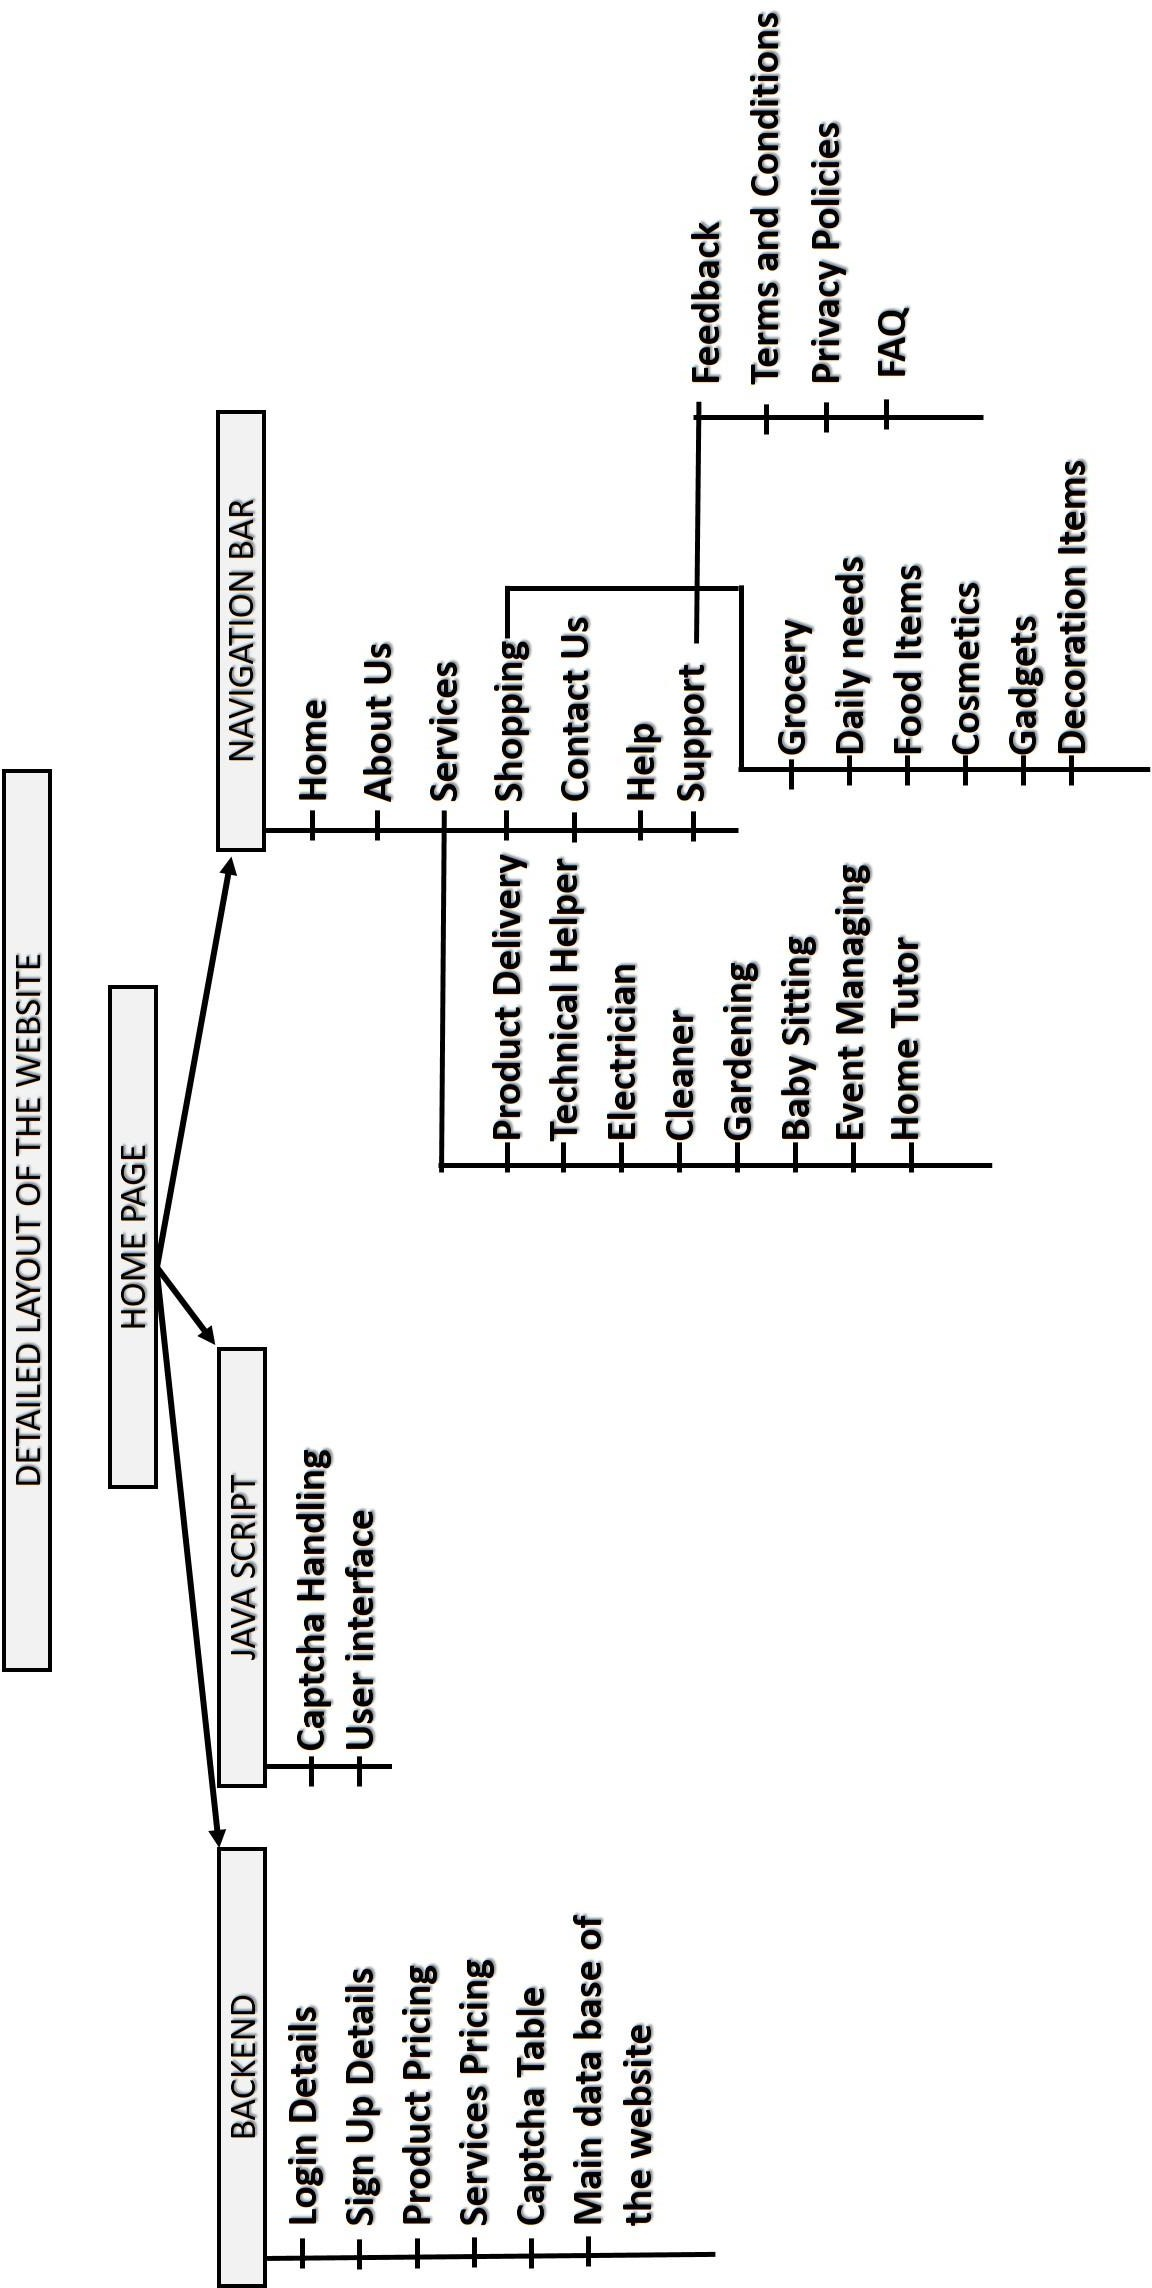 DETAILED LAYOUT OF THE WEBSITE
HOME PAGE
BACKEND
Login Details
Sign Up Details
Product Pricing
Services Pricing
Captcha Table
Main data base of
the website
JAVA SCRIPT
Captcha Handling
User interface
NAVIGATION BAR
Home
About Us
Services
Shopping
Contact Us
Help
Support
Product Delivery
Technical Helper
Electrician
Cleaner
Gardening
Baby Sitting
Event Managing
Home Tutor
Grocery
Daily needs
Food Items
Cosmetics
Gadgets
Decoration Items
Feedback
Terms and Conditions
Privacy Policies
FAQ